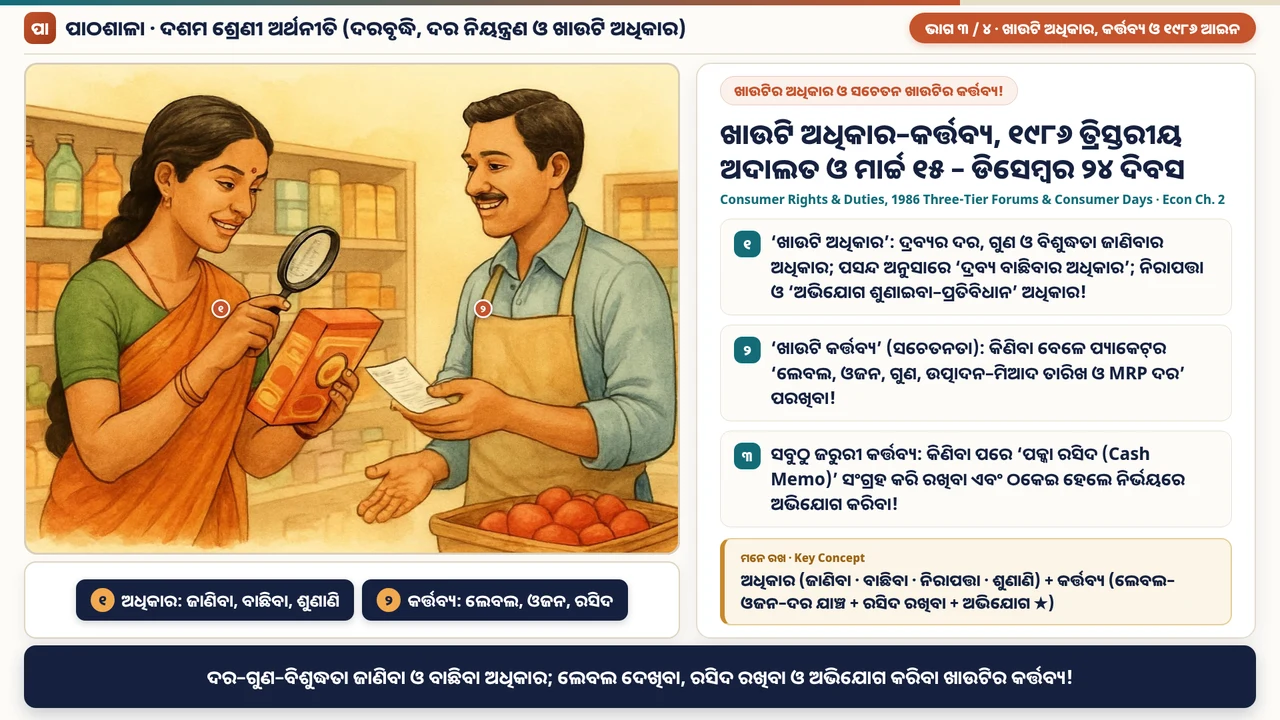 ପା ପାଠଶାଳା · ଦଶମ ଶ୍ରେଣୀ ଅର୍ଥନୀତି (ଦରବୃଦ୍ଧି, ଦର ନିୟନ୍ତ୍ରଣ ଓ ଖାଉଟି ଅଧିକାର)
ଭାଗ ୩ / ୪ · ଖାଉଟି ଅଧିକାର, କର୍ତ୍ତବ୍ୟ ଓ ୧୯୮୬ ଆଇନ
୧
୨
୧ ଅଧିକାର: ଜାଣିବା, ବାଛିବା, ଶୁଣାଣି
୨ କର୍ତ୍ତବ୍ୟ: ଲେବଲ, ଓଜନ, ରସିଦ
ଖାଉଟିର ଅଧିକାର ଓ ସଚେତନ ଖାଉଟିର କର୍ତ୍ତବ୍ୟ!
ଖାଉଟି ଅଧିକାର–କର୍ତ୍ତବ୍ୟ, ୧୯୮୬ ତ୍ରିସ୍ତରୀୟ
ଅଦାଲତ ଓ ମାର୍ଚ୍ଚ ୧୫ – ଡିସେମ୍ବର ୨୪ ଦିବସ
Consumer Rights & Duties, 1986 Three-Tier Forums & Consumer Days · Econ Ch. 2
୧ ‘ଖାଉଟି ଅଧିକାର’: ଦ୍ରବ୍ୟର ଦର, ଗୁଣ ଓ ବିଶୁଦ୍ଧତା ଜାଣିବାର
ଅଧିକାର; ପସନ୍ଦ ଅନୁସାରେ ‘ଦ୍ରବ୍ୟ ବାଛିବାର ଅଧିକାର’; ନିରାପତ୍ତା
ଓ ‘ଅଭିଯୋଗ ଶୁଣାଇବା–ପ୍ରତିବିଧାନ’ ଅଧିକାର!
୨ ‘ଖାଉଟି କର୍ତ୍ତବ୍ୟ’ (ସଚେତନତା): କିଣିବା ବେଳେ ପ୍ୟାକେଟ୍‌ର
‘ଲେବଲ, ଓଜନ, ଗୁଣ, ଉତ୍ପାଦନ–ମିଆଦ ତାରିଖ ଓ MRP ଦର’
ପରଖିବା!
୩ ସବୁଠୁ ଜରୁରୀ କର୍ତ୍ତବ୍ୟ: କିଣିବା ପରେ ‘ପକ୍କା ରସିଦ (Cash
Memo)’ ସଂଗ୍ରହ କରି ରଖିବା ଏବଂ ଠକେଇ ହେଲେ ନିର୍ଭୟରେ
ଅଭିଯୋଗ କରିବା!
ମନେ ରଖ · Key Concept
ଅଧିକାର (ଜାଣିବା · ବାଛିବା · ନିରାପତ୍ତା · ଶୁଣାଣି) + କର୍ତ୍ତବ୍ୟ (ଲେବଲ–
ଓଜନ–ଦର ଯାଞ୍ଚ + ରସିଦ ରଖିବା + ଅଭିଯୋଗ ★)
ଦର–ଗୁଣ–ବିଶୁଦ୍ଧତା ଜାଣିବା ଓ ବାଛିବା ଅଧିକାର; ଲେବଲ ଦେଖିବା, ରସିଦ ରଖିବା ଓ ଅଭିଯୋଗ କରିବା ଖାଉଟିର କର୍ତ୍ତବ୍ୟ!